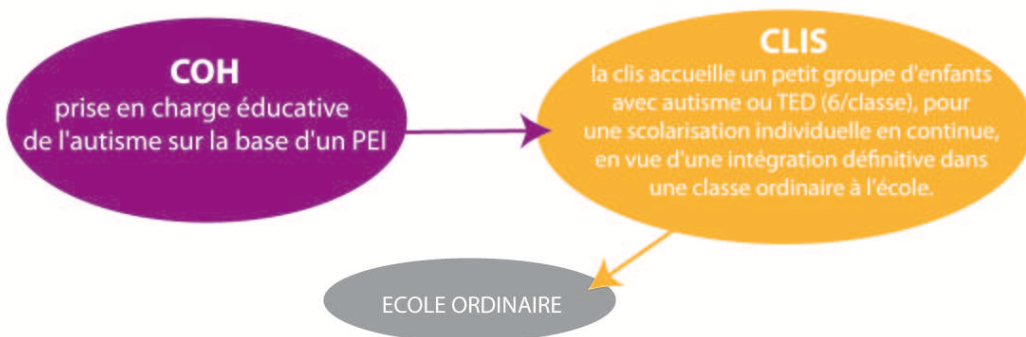 COH
prise en charge éducative
de l'autisme sur la base d'un PEI
CLIS
la clis accueille un petit groupe d'enfants
avec autisme ou TED (6/classe), pour
une scolarisation individuelle en continue,
en vue d'une intégration définitive dans
une classe ordinaire à l'école.
ECOLE ORDINAIRE